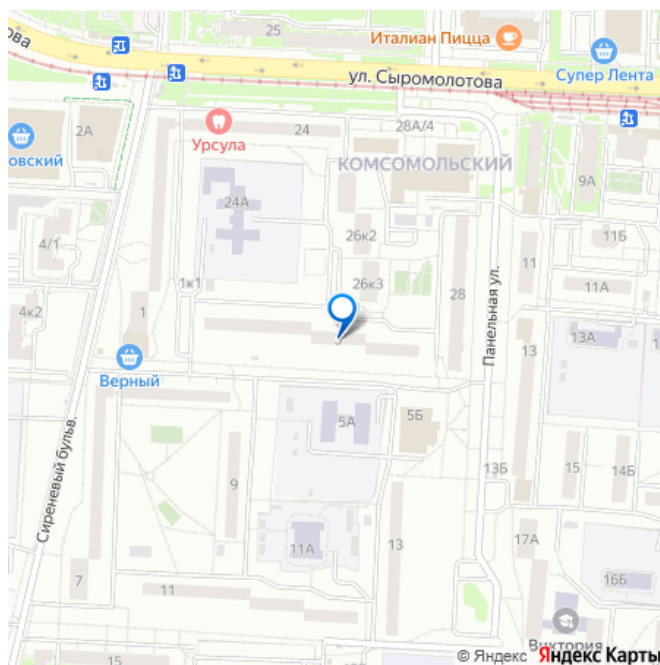 25
Италиан Пицца
ова
ул. Сыромолотова
Супер Лента
2А
24
28А/4
Урсула
овский
КОМСОМОЛЬСКИЙ
9А
24А
4/1
26к2
11Б
11
1к1
26к3
28
11А
4к2
1
Панельная ул.
13
13А
Верный
5А
5Б
9
13Б
15
14Б
Сиреневый бульв.
11А
13
17А
7
11
16Б
Виктория
© Яндекс Яндекс Карты